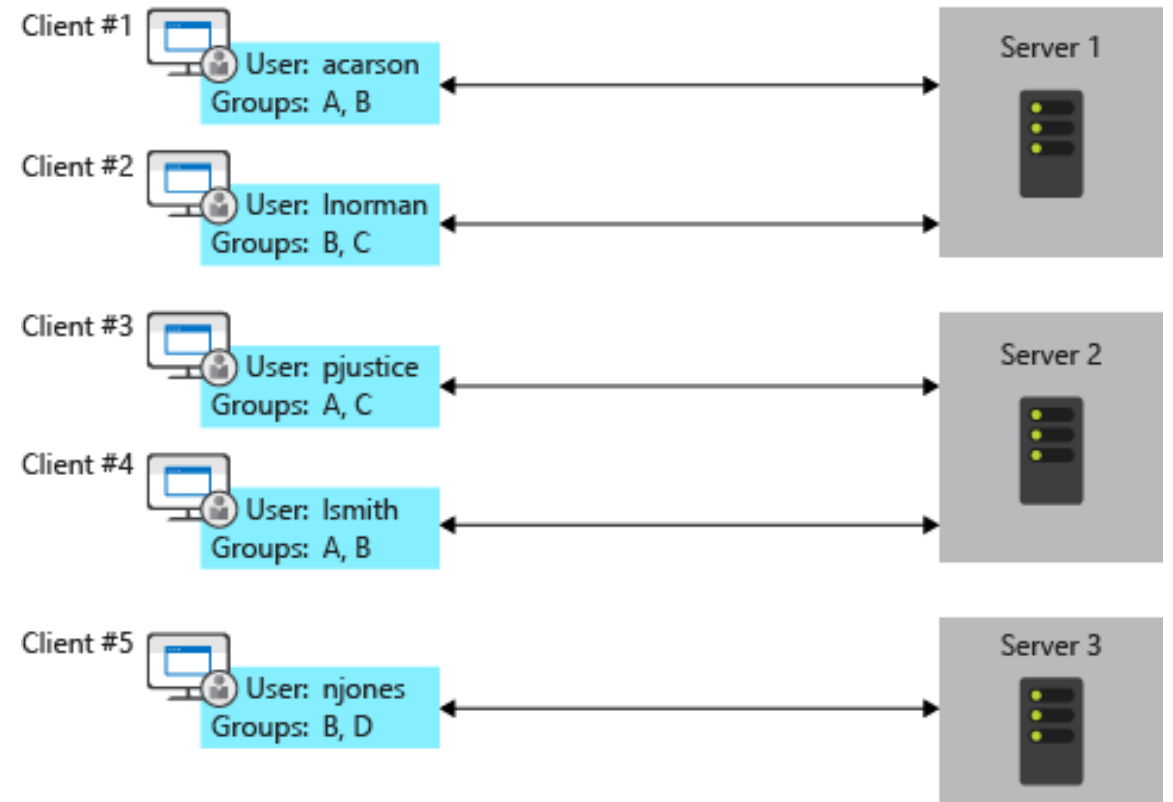 Client #1
User: acarson
Groups: A, B
Server 1
Client #2
User: lnorman
Groups: B, C
Client #3
User: pjustice
Groups: A, C
Server 2
Client #4
User: lsmith
Groups: A, B
Client #5
User: njones
Groups: B, D
Server 3